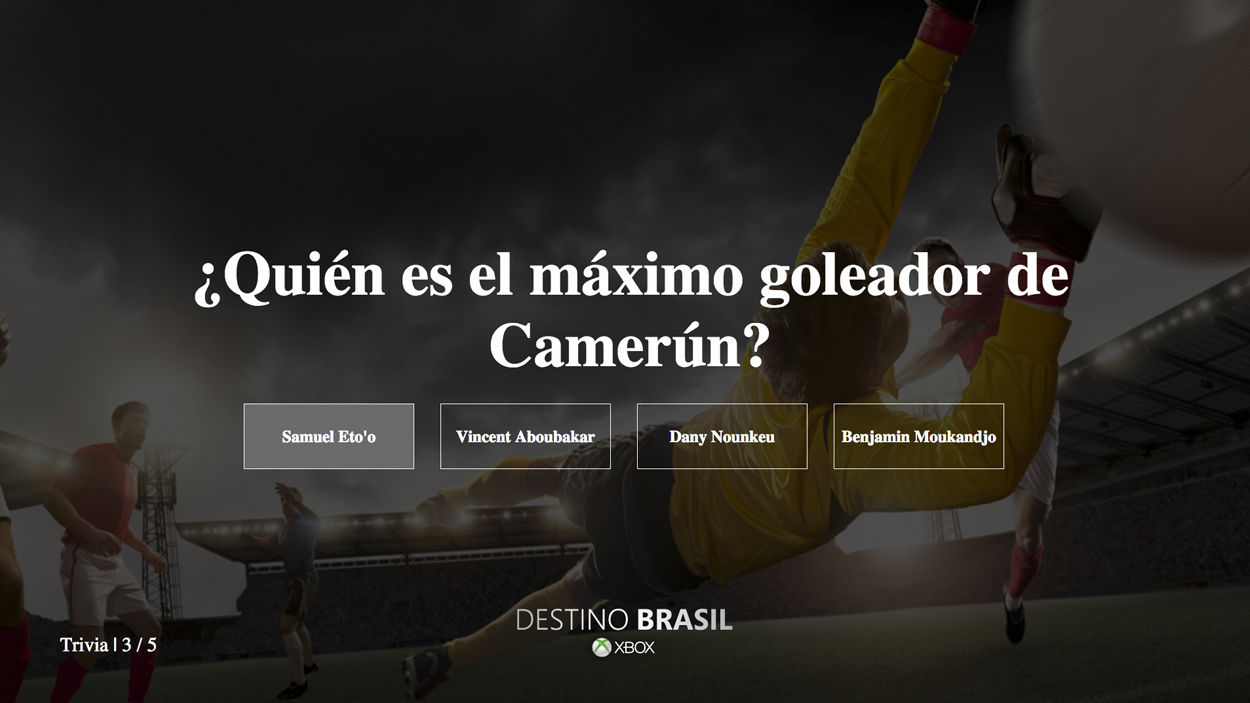 ¿Quién es el máximo goleador de
Camerún?
Samuel Eto'o
Vincent Aboubakar
Dany Nounkeu
Benjamin Moukandjo
DESTINO BRASIL
XBOX
Trivia | 3 / 5